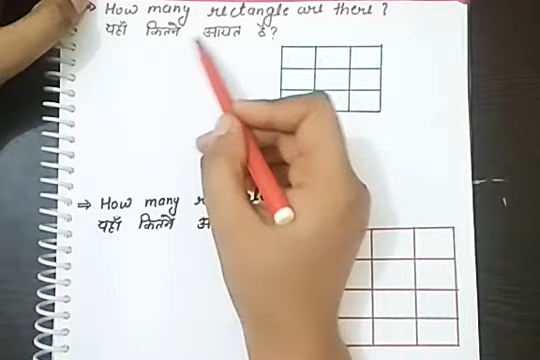 How many rectangle are there?
यहाँ कितने आयत है?
⇒ How many
यहाँ कितने